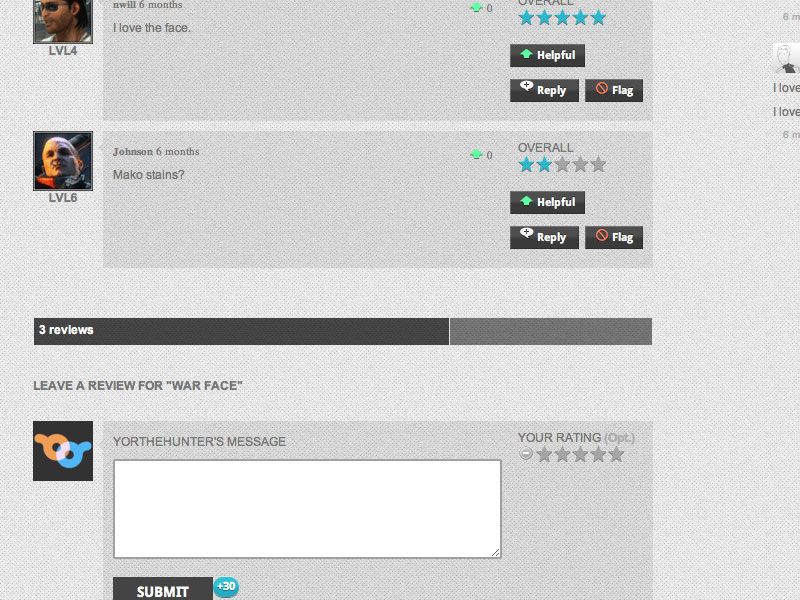 nwill 6 months
0
OVERALL
I love the face.
LVL4
Helpful
Reply
Flag
6 m
I love
I love
6 m
Johnson 6 months
0
OVERALL
Mako stains?
LVL6
Helpful
Reply
Flag
3 reviews
LEAVE A REVIEW FOR "WAR FACE"
YORTHEHUNTER'S MESSAGE
YOUR RATING (Opt.)
SUBMIT
+30